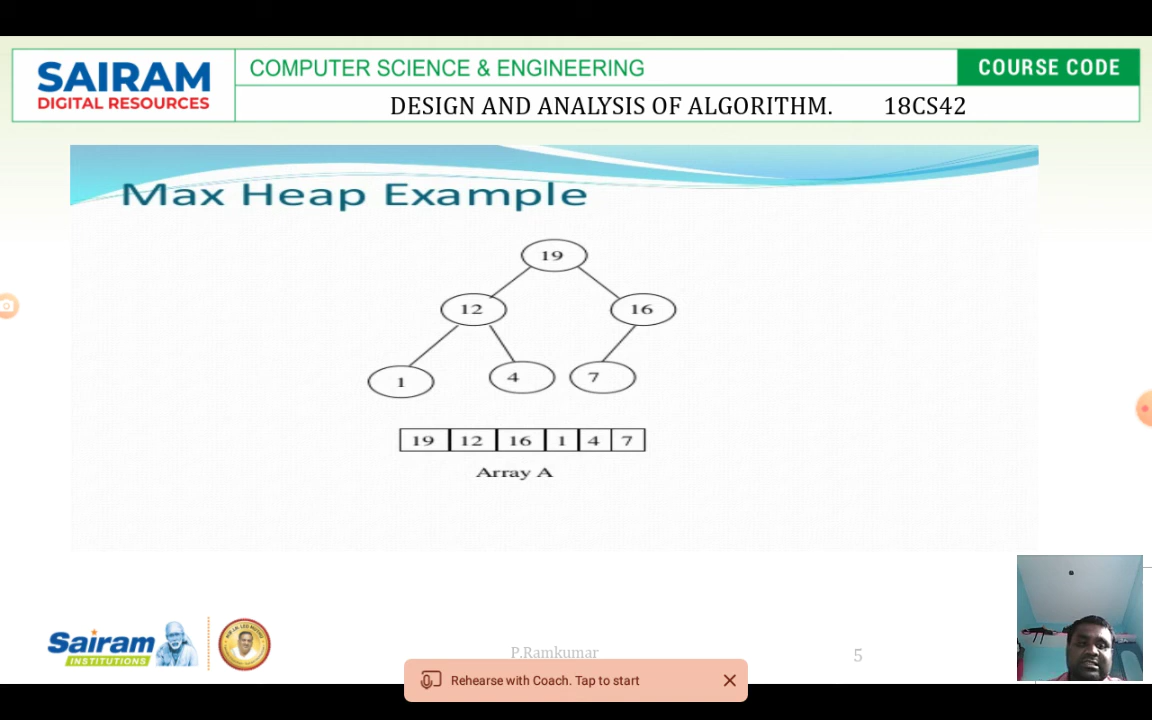 SAIRAM
DIGITAL RESOURCES
COMPUTER SCIENCE & ENGINEERING
COURSE CODE
DESIGN AND ANALYSIS OF ALGORITHM. 18CS42
Max Heap Example
19
12 16
1 4 7
19 12 16 1 4 7
Array A
Sairam
INSTITUTIONS
P.Ramkumar
5
Rehearse with Coach. Tap to start